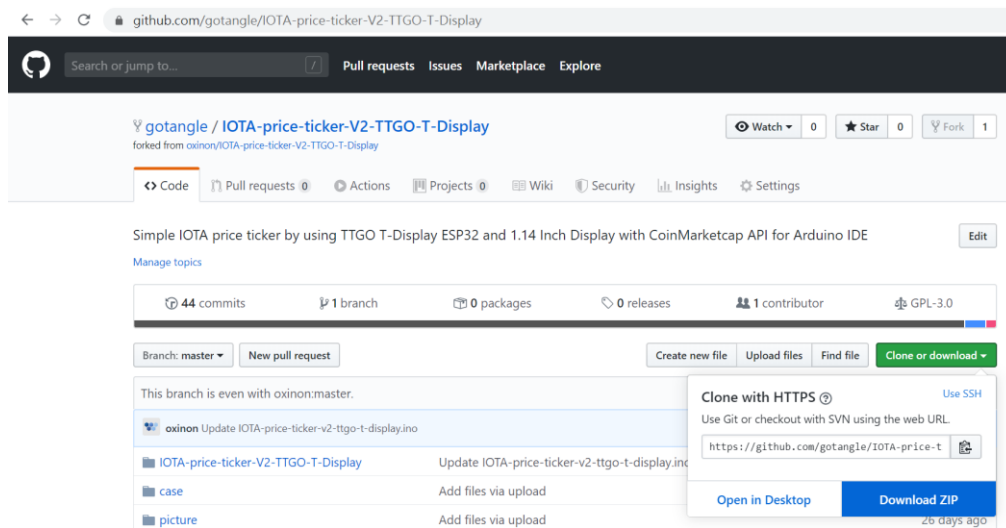 github.com/gotangle/IOTA-price-ticker-V2-TTGO-T-Display
Search or jump to... / Pull requests Issues Marketplace Explore
gotangle / IOTA-price-ticker-V2-TTGO-T-Display
Watch 0 Star 0 Fork 1
forked from oxinon/IOTA-price-ticker-V2-TTGO-T-Display
Code Pull requests 0 Actions Projects 0 Wiki Security Insights Settings
Simple IOTA price ticker by using TTGO T-Display ESP32 and 1.14 Inch Display with CoinMarketcap API for Arduino IDE
Edit
Manage topics
44 commits 1 branch 0 packages 0 releases 1 contributor GPL-3.0
Branch: master New pull request Create new file Upload files Find file Clone or download
This branch is even with oxinon:master.
Clone with HTTPS ? Use SSH
Use Git or checkout with SVN using the web URL.
oxinon Update IOTA-price-ticker-v2-ttgo-t-display.ino
https://github.com/gotangle/IOTA-price-t
IOTA-price-ticker-V2-TTGO-T-Display Update IOTA-price-ticker-v2-ttgo-t-display.ino
case Add files via upload
Open in Desktop Download ZIP
picture Add files via upload 26 days ago